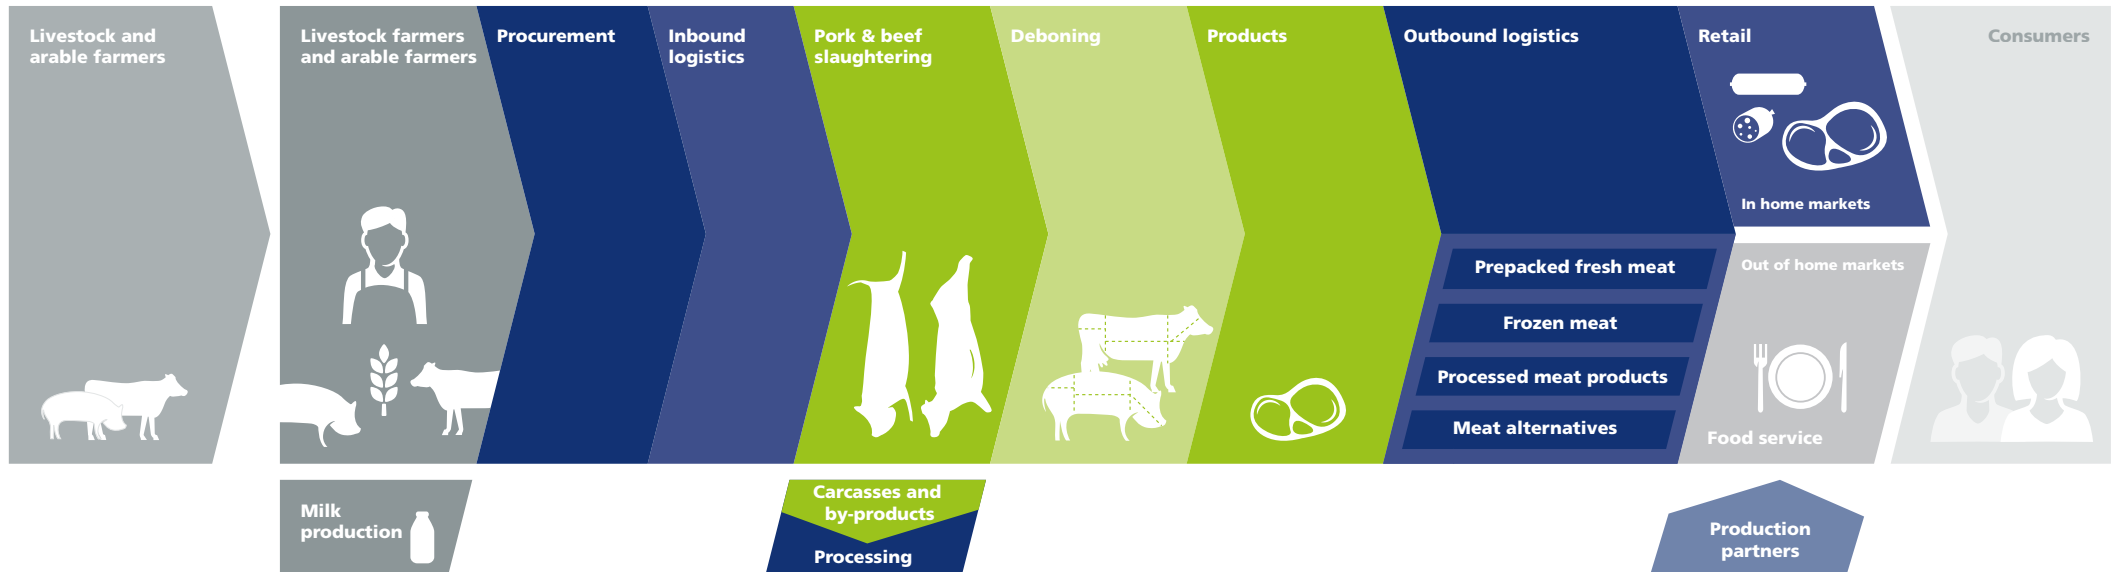 Livestock and
arable farmers
Livestock farmers
and arable farmers
Procurement
Inbound
logistics
Pork & beef
slaughtering
Deboning
Products
Outbound logistics
Retail
In home markets
Consumers
Prepacked fresh meat
Frozen meat
Processed meat products
Meat alternatives
Out of home markets
Food service
Milk
production
Carcasses and
by-products
Processing
Production
partners